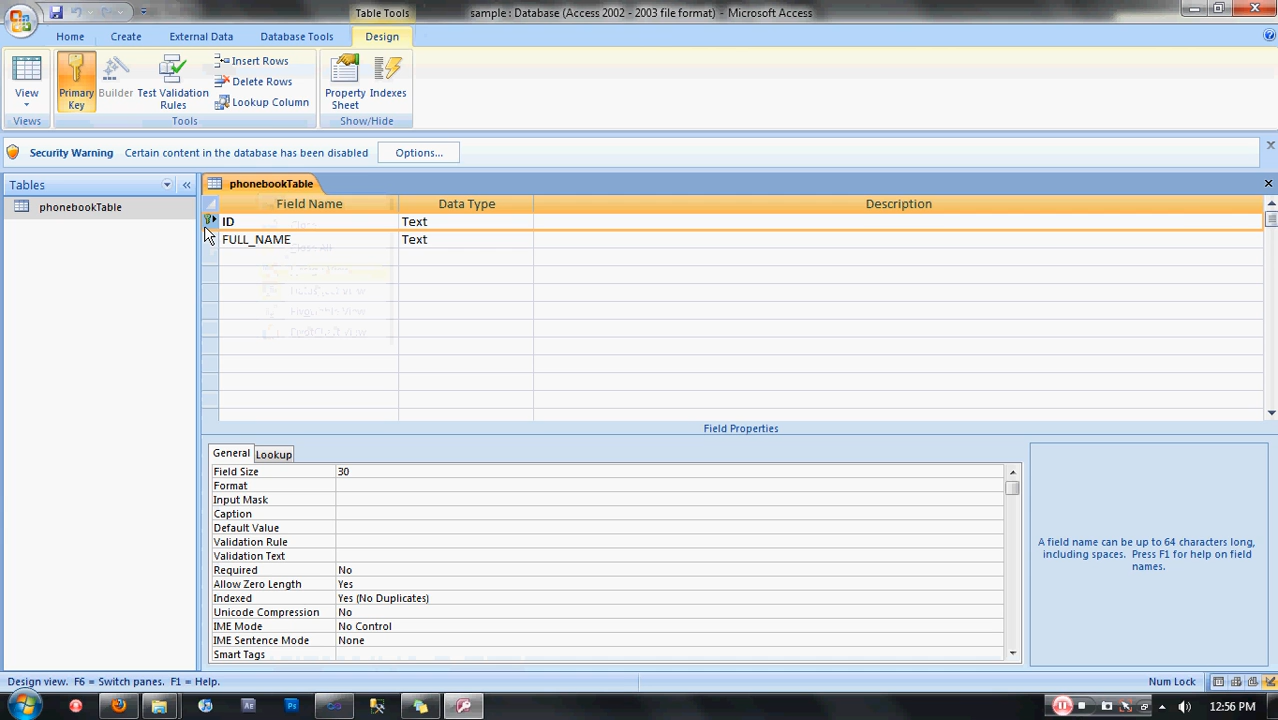 Table Tools
sample : Database (Access 2002 - 2003 file format) - Microsoft Access
Home Create External Data Database Tools Design
View
Primary Key
Builder
Test Validation Rules
Insert Rows
Delete Rows
Lookup Column
Property Sheet
Indexes
Views Tools Show/Hide
Security Warning Certain content in the database has been disabled Options...
Tables
phonebookTable
phonebookTable
Field Name Data Type Description
ID Text
FULL_NAME Text
Field Properties
General Lookup
Field Size 30
Format
Input Mask
Caption
Default Value
Validation Rule
Validation Text
Required No
Allow Zero Length Yes
Indexed Yes (No Duplicates)
Unicode Compression No
IME Mode No Control
IME Sentence Mode None
Smart Tags
A field name can be up to 64 characters long,
including spaces. Press F1 for help on field
names.
Design view. F6 = Switch panes. F1 = Help. Num Lock
Ae Ps 12:56 PM